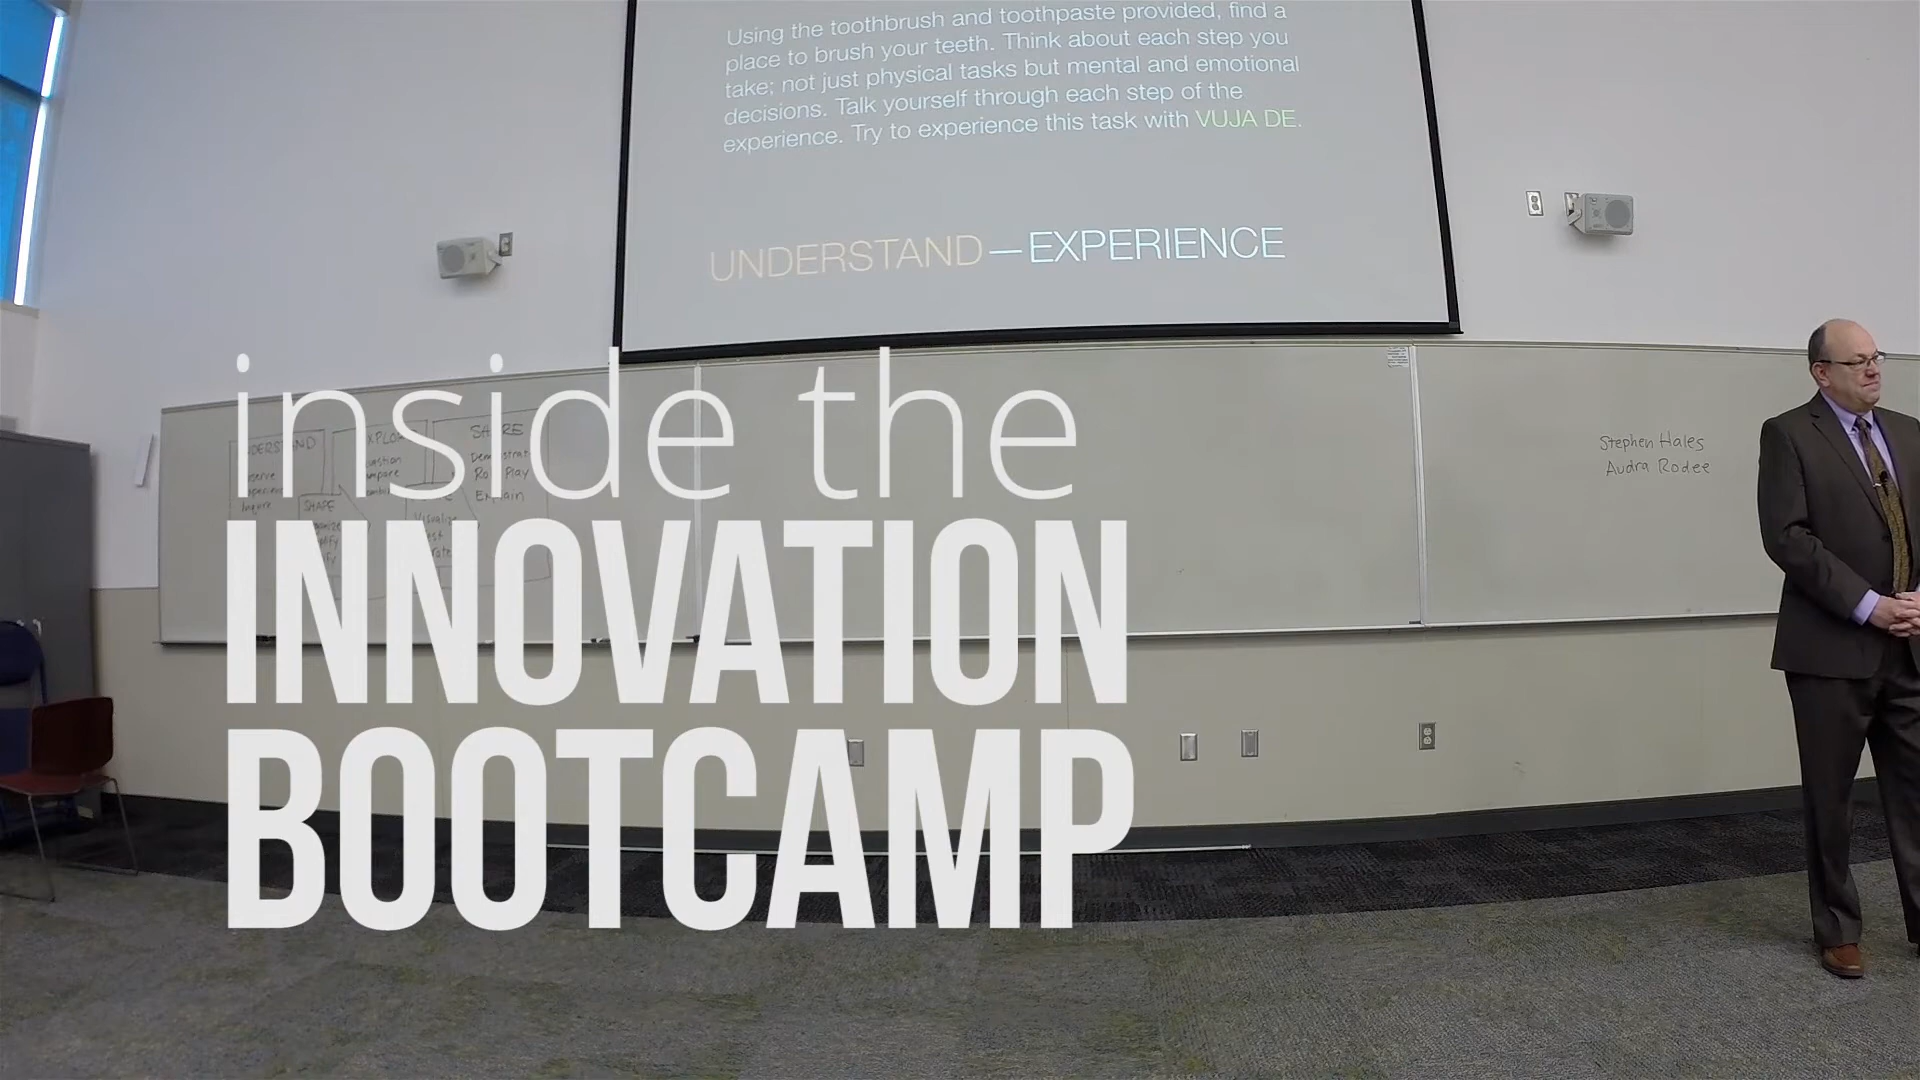 Using the toothbrush and toothpaste provided, find a
place to brush your teeth. Think about each step you
take; not just physical tasks but mental and emotional
decisions. Talk yourself through each step of the
experience. Try to experience this task with VUJA DE.
UNDERSTAND — EXPERIENCE
inside the
INNOVATION
BOOTCAMP
SHARE
Role Play
Explain
SHAPE
Stephen Hales
Audra Rodee